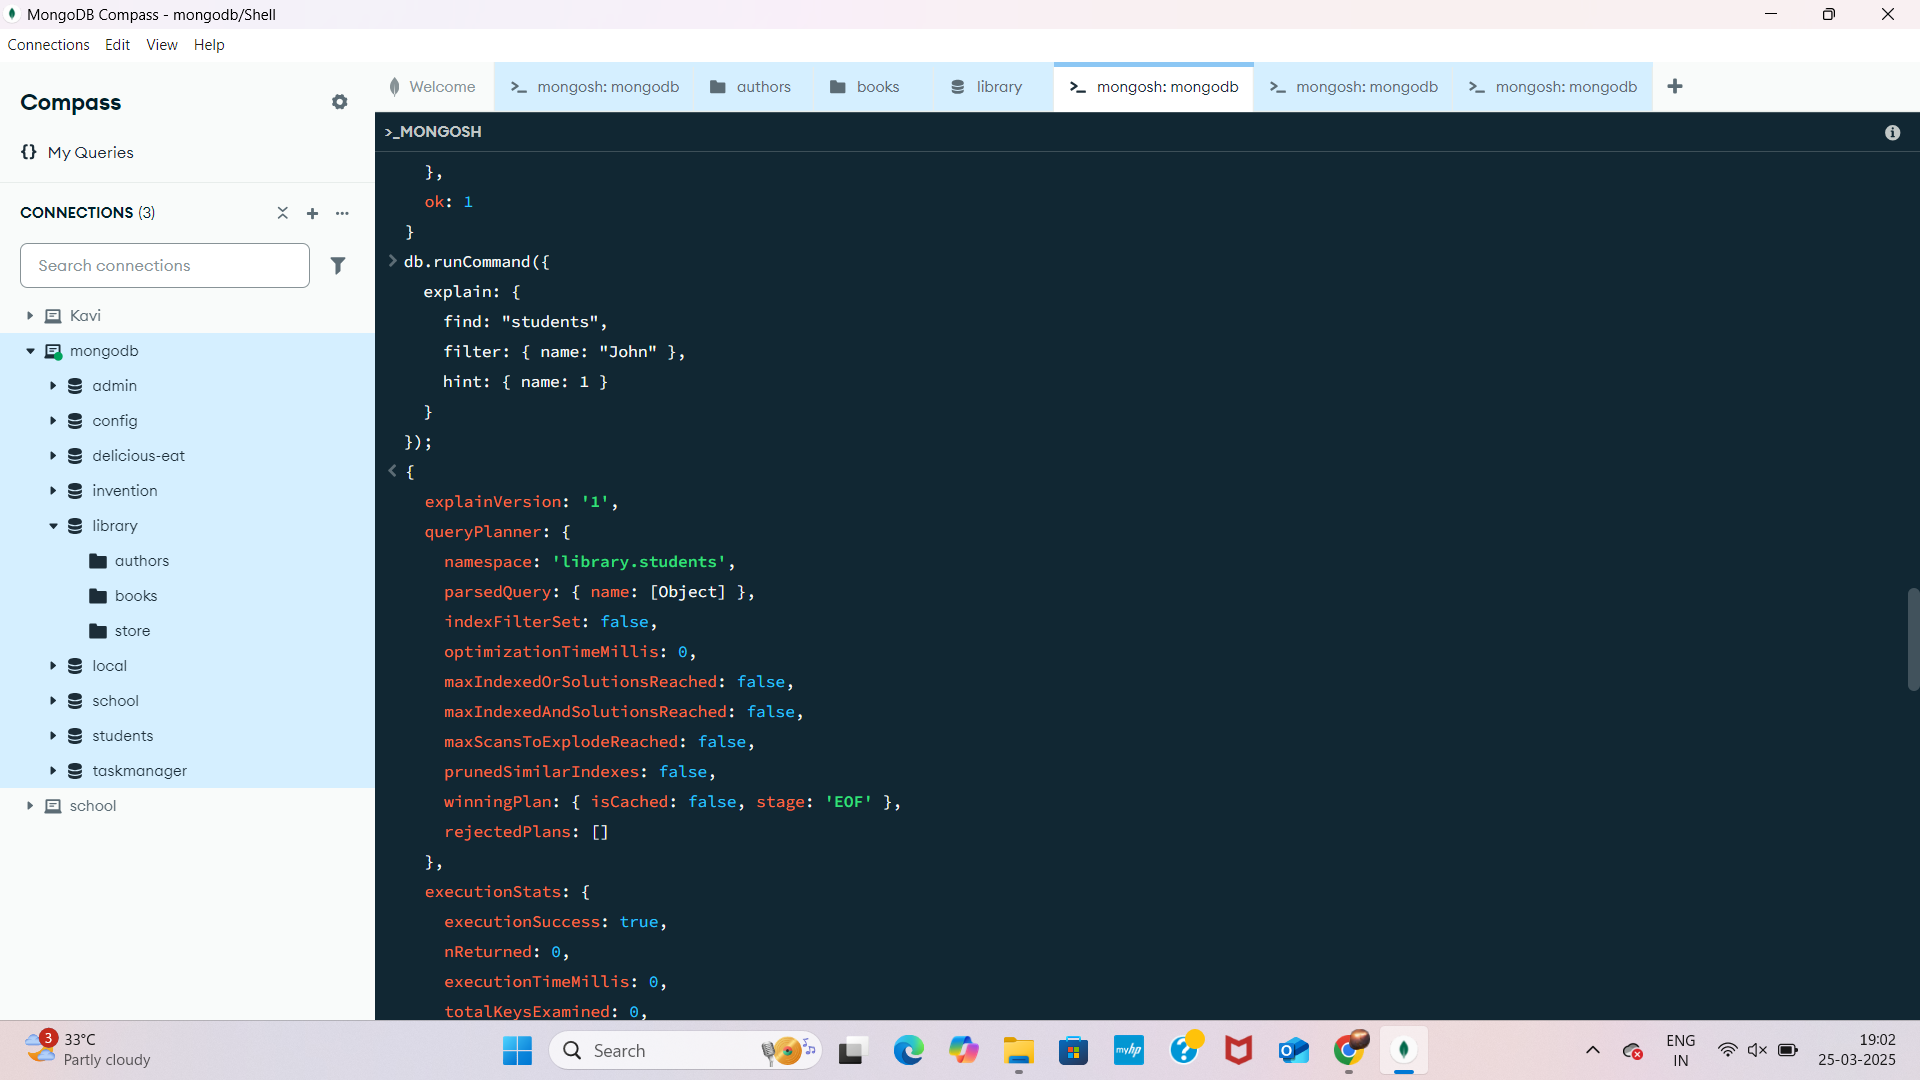 MongoDB Compass - mongodb/Shell
Connections Edit View Help
Compass
{} My Queries
CONNECTIONS (3)
Search connections
Kavi
mongodb
admin
config
delicious-eat
invention
library
authors
books
store
local
school
students
taskmanager
school
Welcome
>_ mongosh: mongodb
authors
books
library
>_ mongosh: mongodb
>_ mongosh: mongodb
>_ mongosh: mongodb
>_MONGOSH
},
ok: 1
}
> db.runCommand({
explain: {
find: "students",
filter: { name: "John" },
hint: { name: 1 }
}
});
< {
explainVersion: '1',
queryPlanner: {
namespace: 'library.students',
parsedQuery: { name: [Object] },
indexFilterSet: false,
optimizationTimeMillis: 0,
maxIndexedOrSolutionsReached: false,
maxIndexedAndSolutionsReached: false,
maxScansToExplodeReached: false,
prunedSimilarIndexes: false,
winningPlan: { isCached: false, stage: 'EOF' },
rejectedPlans: []
},
executionStats: {
executionSuccess: true,
nReturned: 0,
executionTimeMillis: 0,
totalKeysExamined: 0,
3
33°C
Partly cloudy
Search
myhp
ENG
IN
19:02
25-03-2025